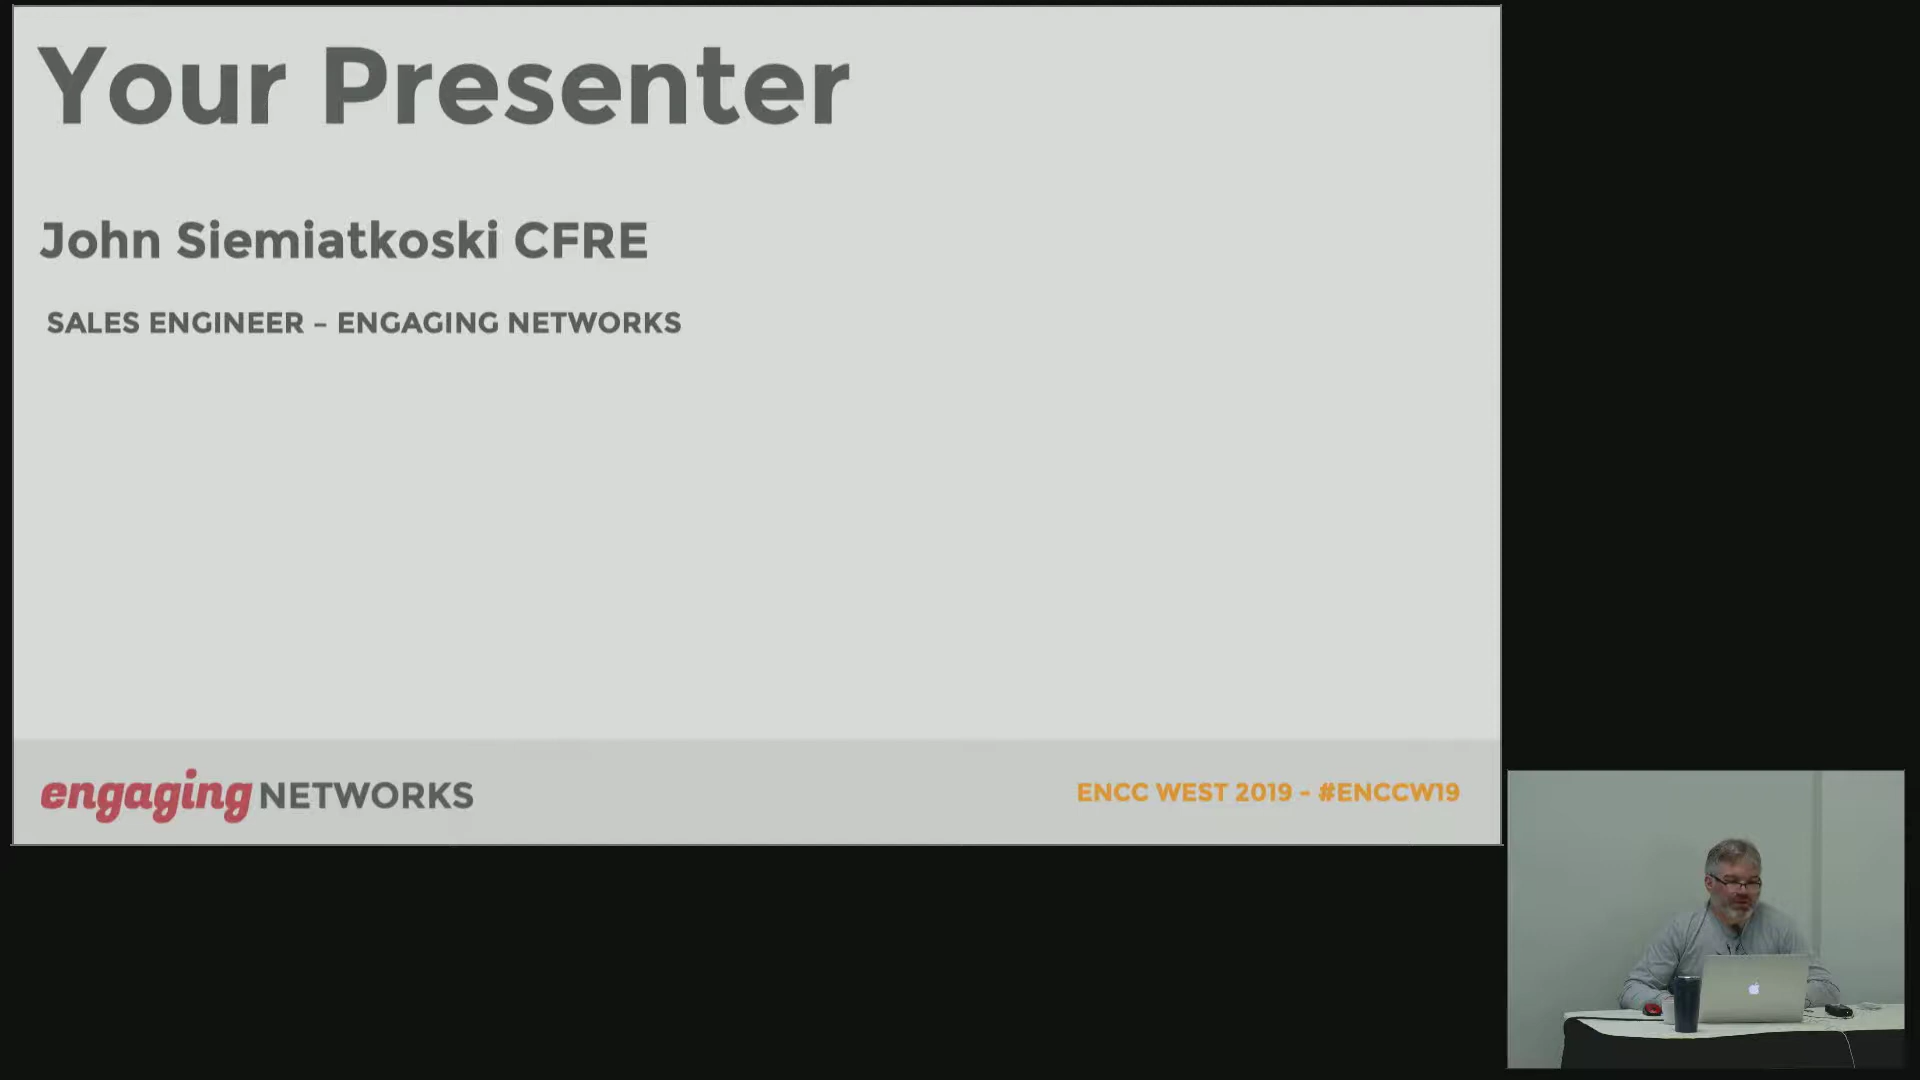 Your Presenter
John Siemiatkoski CFRE
SALES ENGINEER – ENGAGING NETWORKS
engaging NETWORKS
ENCC WEST 2019 - #ENCCW19